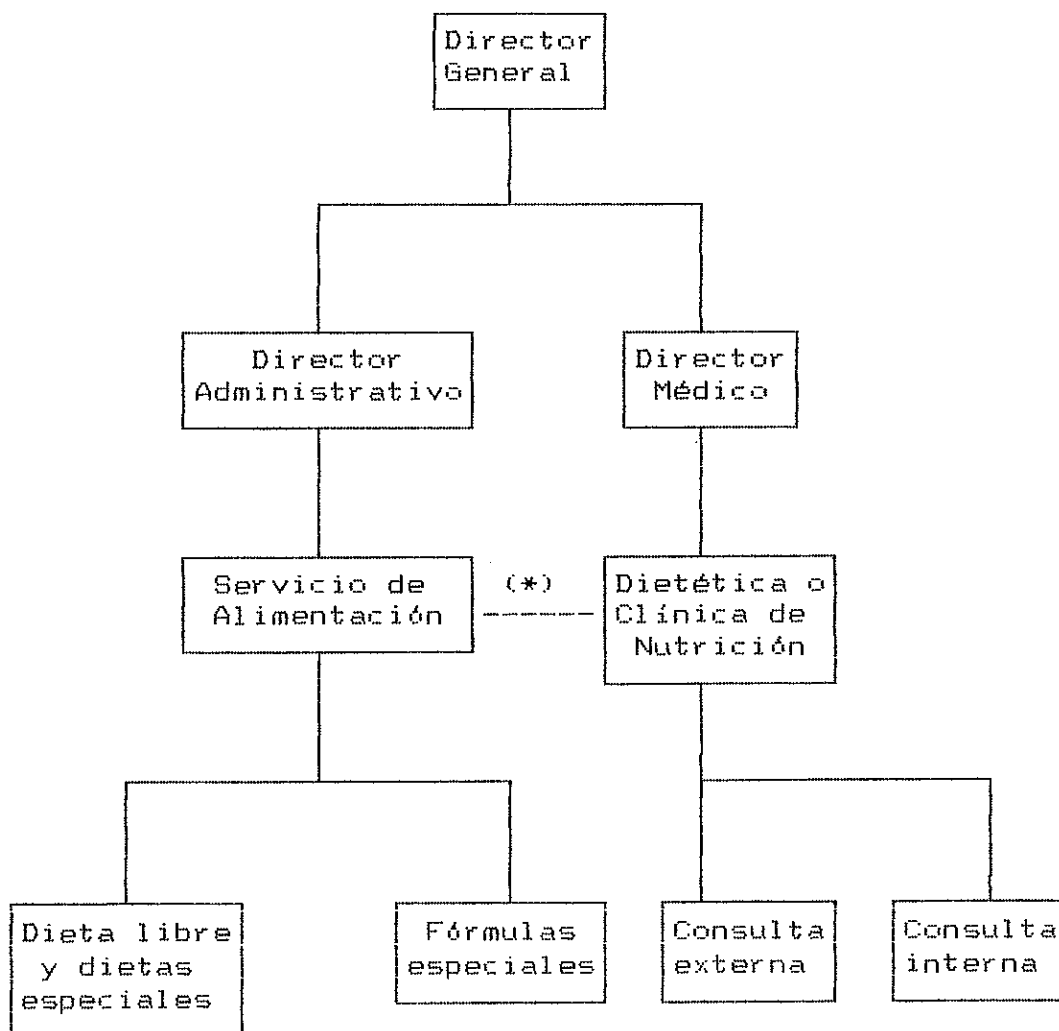 Director
General
Director
Administrativo
Director
Médico
Servicio de
Alimentación
(*)
Dietética o
Clínica de
Nutrición
Dieta libre
y dietas
especiales
Fórmulas
especiales
Consulta
externa
Consulta
interna